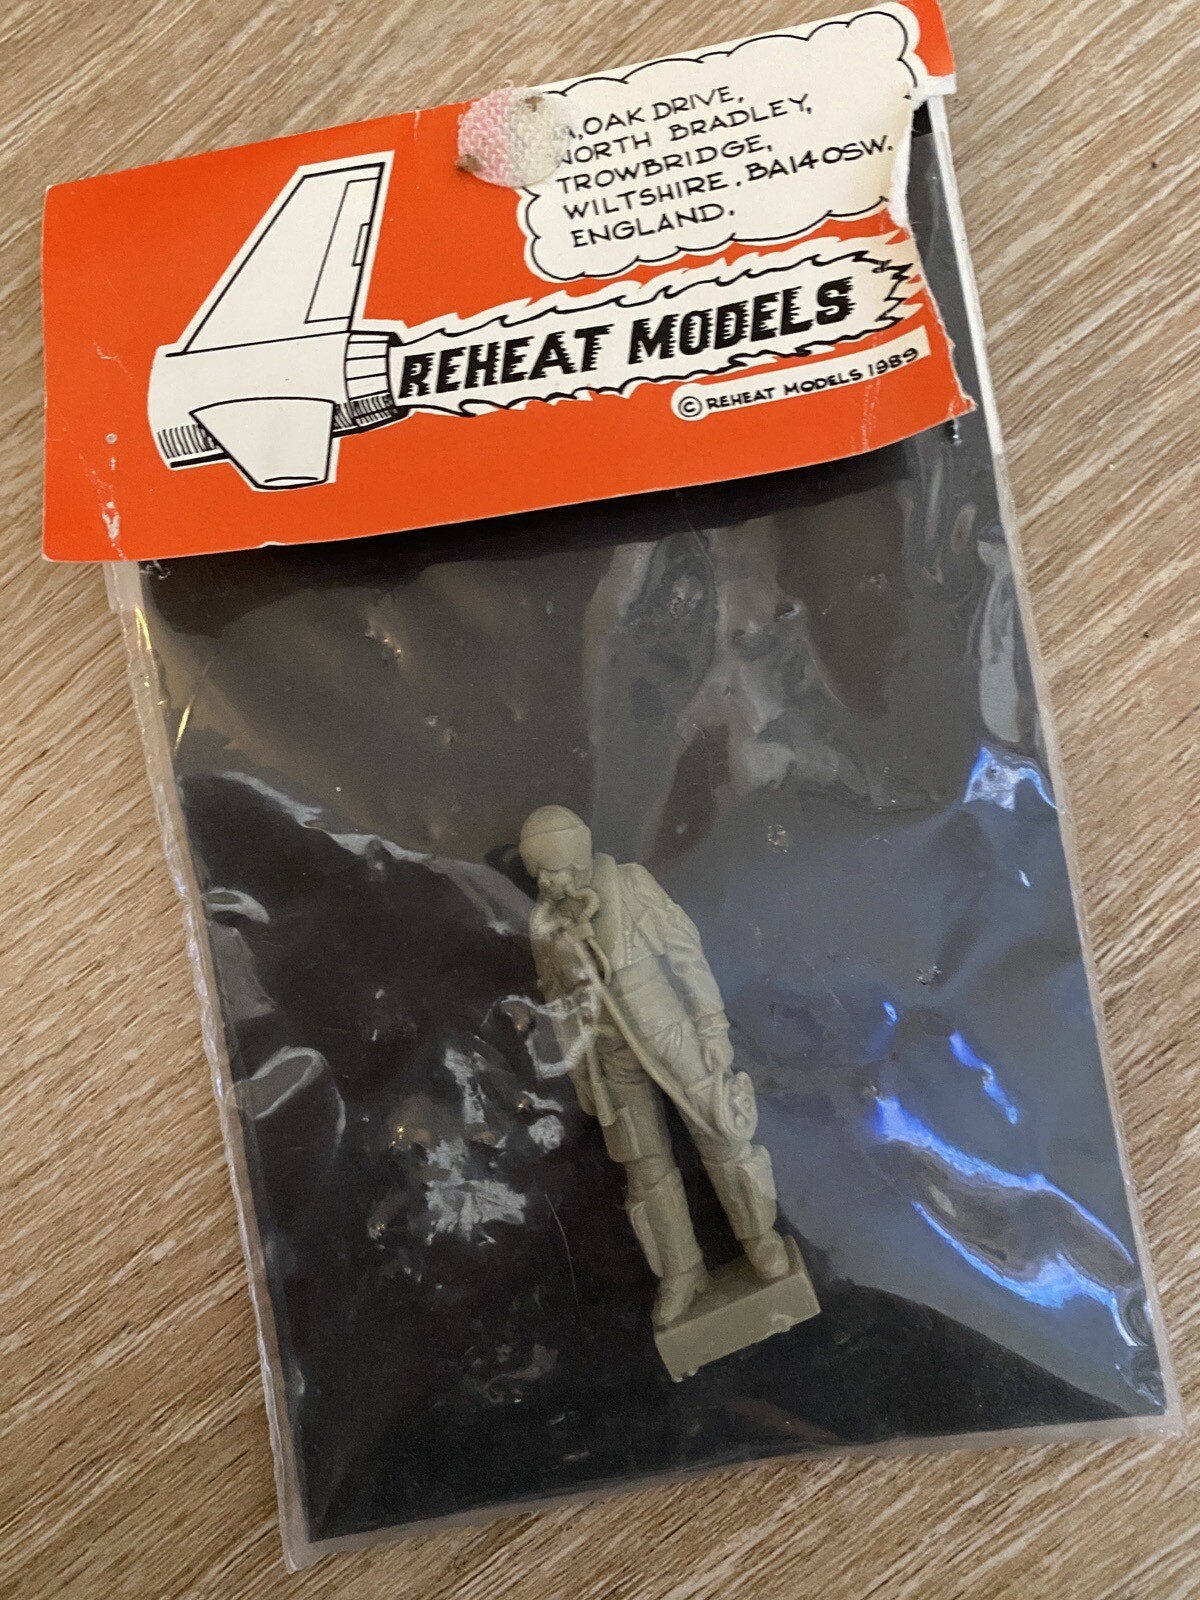 OAK DRIVE,
NORTH BRADLEY,
TROWBRIDGE,
WILTSHIRE. BA14 0SW.
ENGLAND.
REHEAT MODELS
© REHEAT MODELS 1989